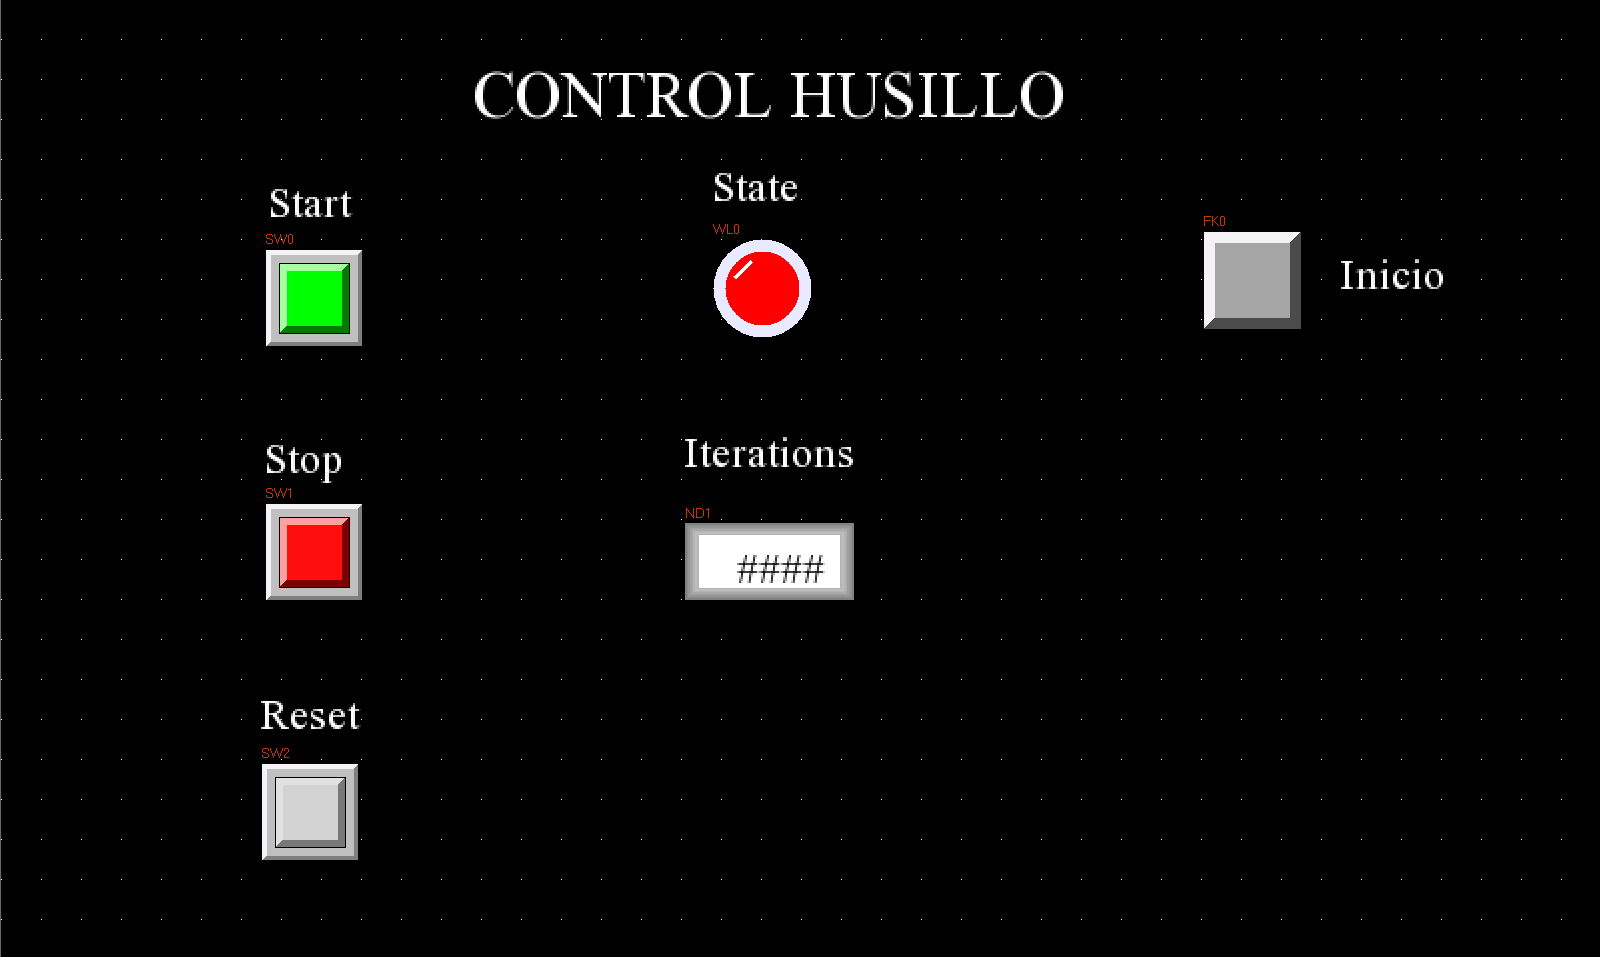 CONTROL HUSILLO
Start
SW0
State
WL0
FK0
Inicio
Stop
SW1
Iterations
ND1
####
Reset
SW2